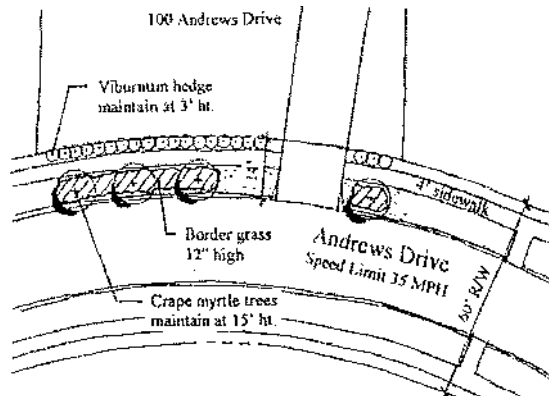 100 Andrews Drive
Viburnum hedge
maintain at 3' ht.
4' sidewalk
Border grass
12" high
Andrews Drive
Speed Limit 35 MPH
60' R/W
Crape myrtle trees
maintain at 15' ht.